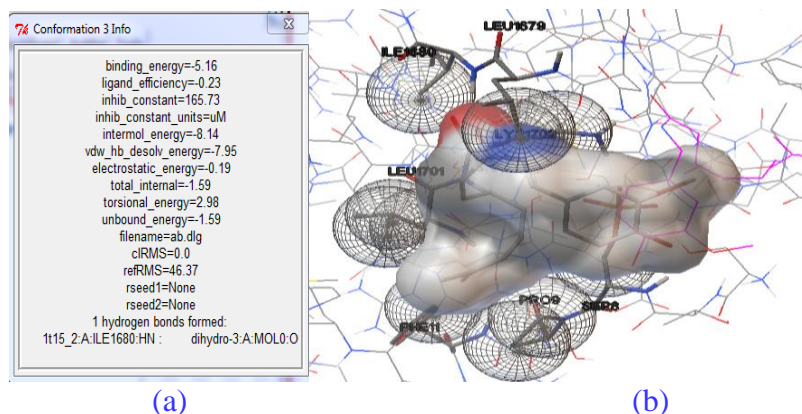 Conformation 3 Info
binding_energy=-5.16
ligand_efficiency=-0.23
inhib_constant=165.73
inhib_constant_units=uM
intermol_energy=-8.14
vdw_hb_desolv_energy=-7.95
electrostatic_energy=-0.19
total_internal=-1.59
torsional_energy=2.98
unbound_energy=-1.59
filename=ab.dlg
clRMS=0.0
refRMS=46.37
rseed1=None
rseed2=None
1 hydrogen bonds formed:
1t15_2:A:ILE1680:HN : dihydro-3:A:MOL0:O
LEU1679
ILE1680
LEU1701
PRO9
PHE11
(a)
(b)